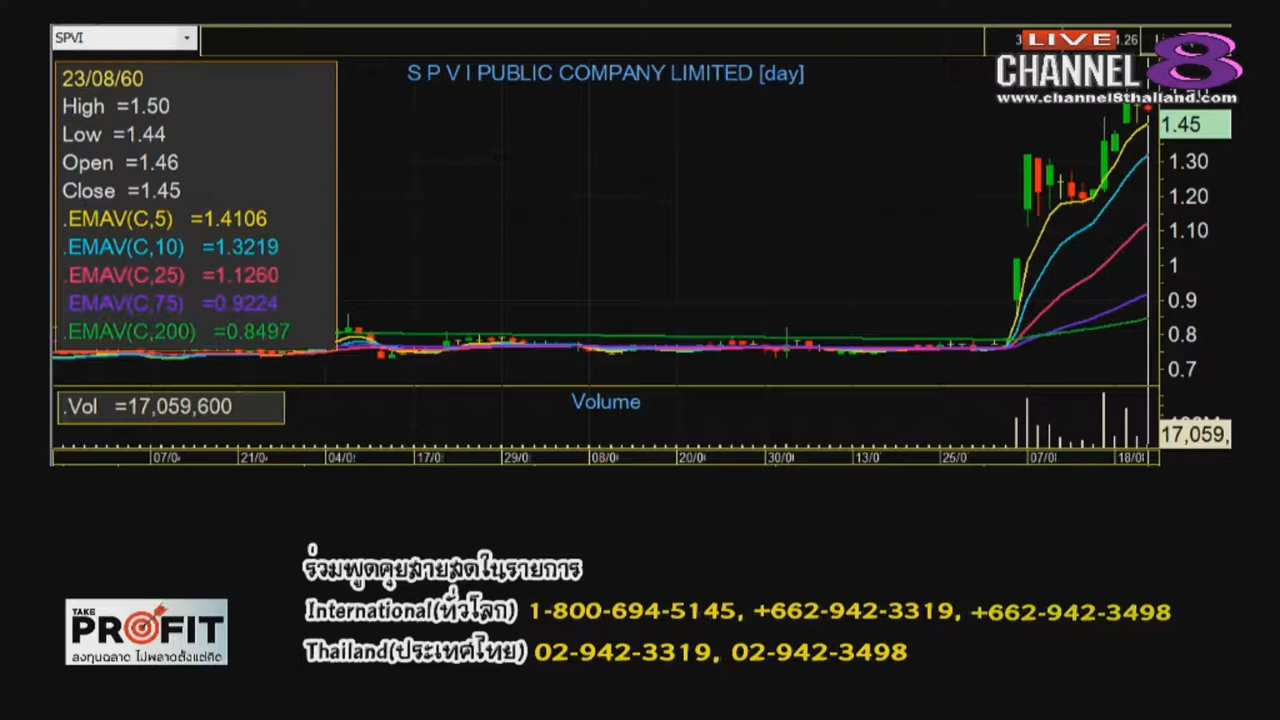 SPVI
S P V I PUBLIC COMPANY LIMITED [day]
LIVE
1.26
CHANNEL 8
www.channel8thailand.com
23/08/60
High =1.50
Low =1.44
Open =1.46
Close =1.45
.EMAV(C,5) =1.4106
.EMAV(C,10) =1.3219
.EMAV(C,25) =1.1260
.EMAV(C,75) =0.9224
.EMAV(C,200) =0.8497
1.45
1.30
1.20
1.10
1
0.9
0.8
0.7
.Vol =17,059,600
Volume
17,059,
07/0 21/0 04/0 17/0 29/0 08/0 20/0 30/0 13/0 25/0 07/0 18/0
ร่วมพูดคุยสายสดในรายการ
International(ทั่วโลก) 1-800-694-5145, +662-942-3319, +662-942-3498
Thailand(ประเทศไทย) 02-942-3319, 02-942-3498
TAKE
PROFIT
ลงทุนฉลาด ไม่พลาดตั้งแต่คิด